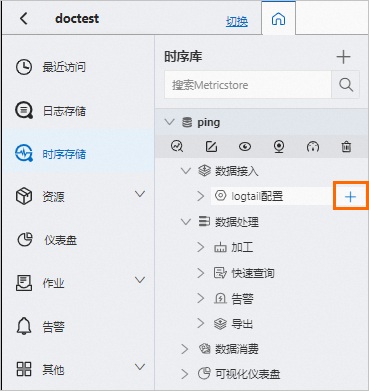 doctest
切换
最近访问
日志存储
时序存储
资源
仪表盘
作业
告警
其他
时序库
搜索Metricstore
ping
数据接入
logtail配置
数据处理
加工
快速查询
告警
导出
数据消费
可视化仪表盘